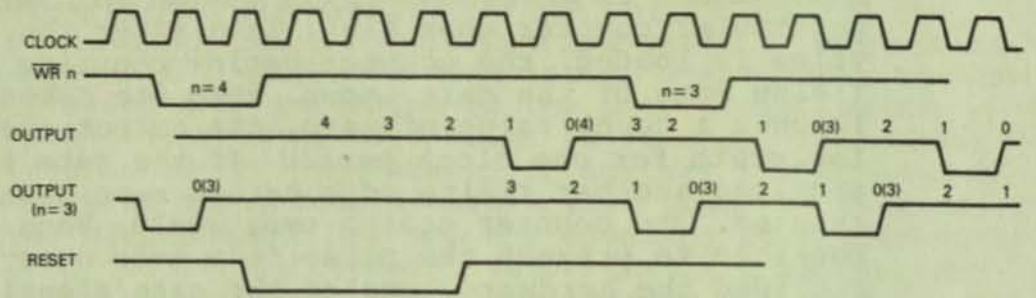 CLOCK
WR n
n=4 n=3
OUTPUT 4 3 2 1 0(4) 3 2 1 0(3) 2 1 0
OUTPUT (n=3) 0(3) 3 2 1 0(3) 2 1 0(3) 2 1
RESET